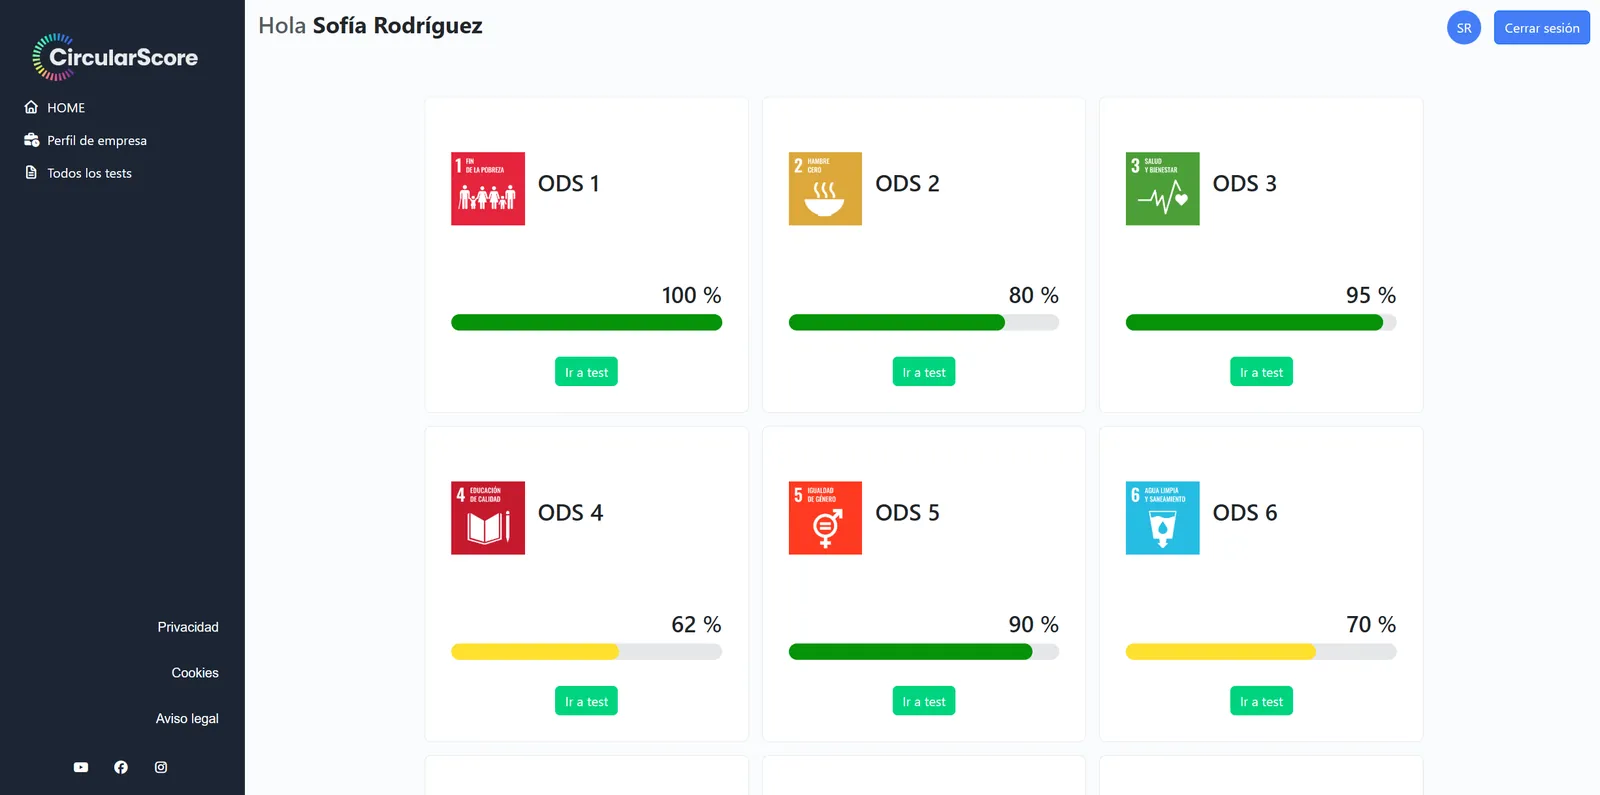 CircularScore
HOME
Perfil de empresa
Todos los tests
Privacidad
Cookies
Aviso legal
Hola Sofía Rodríguez
SR
Cerrar sesión
1 FIN
DE LA POBREZA
ODS 1
100 %
Ir a test
2 HAMBRE
CERO
ODS 2
80 %
Ir a test
3 SALUD
Y BIENESTAR
ODS 3
95 %
Ir a test
4 EDUCACIÓN
DE CALIDAD
ODS 4
62 %
Ir a test
5 IGUALDAD
DE GÉNERO
ODS 5
90 %
Ir a test
6 AGUA LIMPIA
Y SANEAMIENTO
ODS 6
70 %
Ir a test